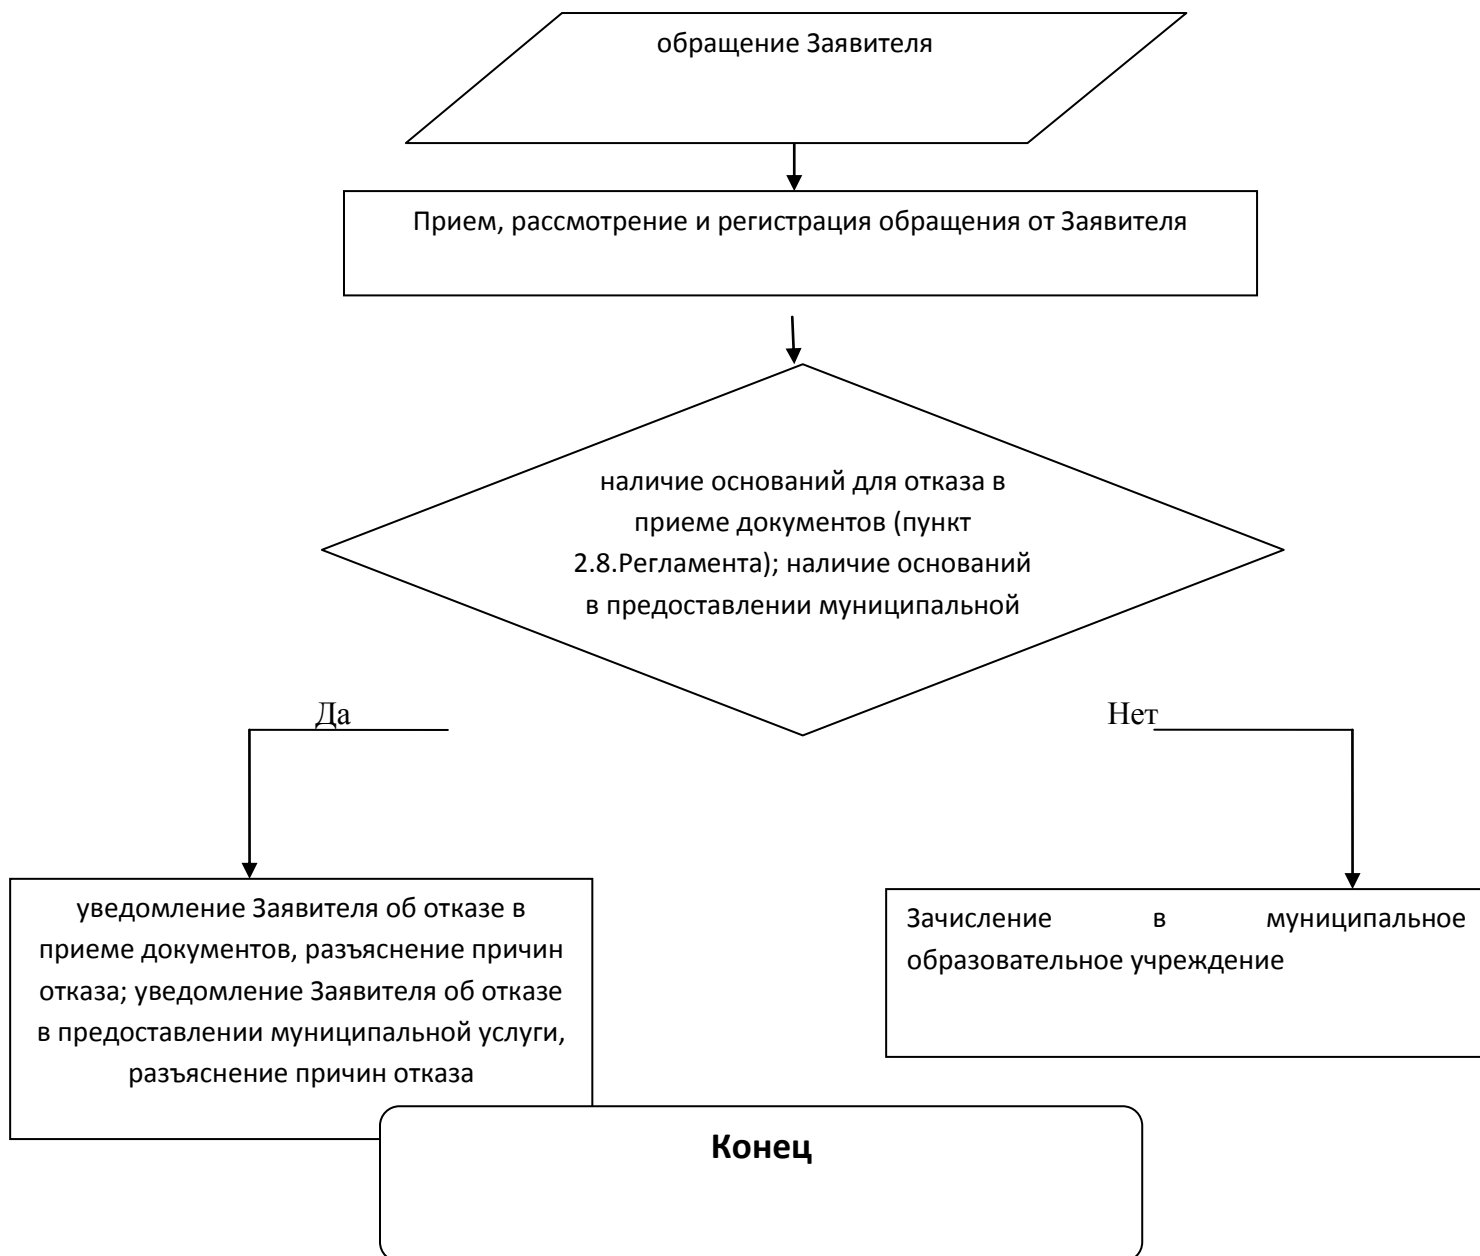 обращение Заявителя
Прием, рассмотрение и регистрация обращения от Заявителя
наличие оснований для отказа в
приеме документов (пункт
2.8.Регламента); наличие оснований
в предоставлении муниципальной
Да
Нет
уведомление Заявителя об отказе в
приеме документов, разъяснение причин
отказа; уведомление Заявителя об отказе
в предоставлении муниципальной услуги,
разъяснение причин отказа
Зачисление в муниципальное
образовательное учреждение
Конец